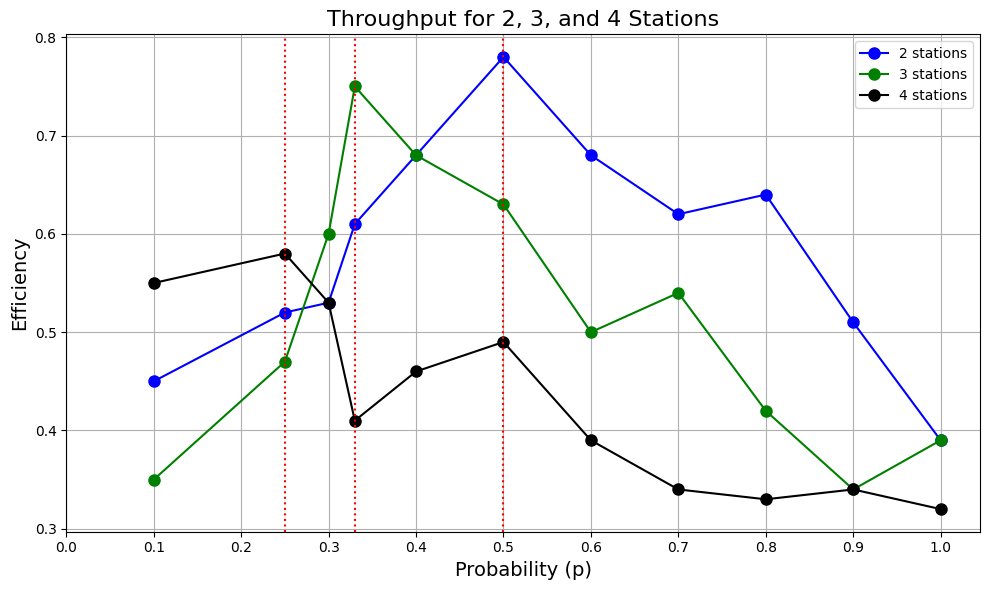 Throughput for 2, 3, and 4 Stations
2 stations
3 stations
4 stations
Efficiency
0.8
0.7
0.6
0.5
0.4
0.3
0.0 0.1 0.2 0.3 0.4 0.5 0.6 0.7 0.8 0.9 1.0
Probability (p)